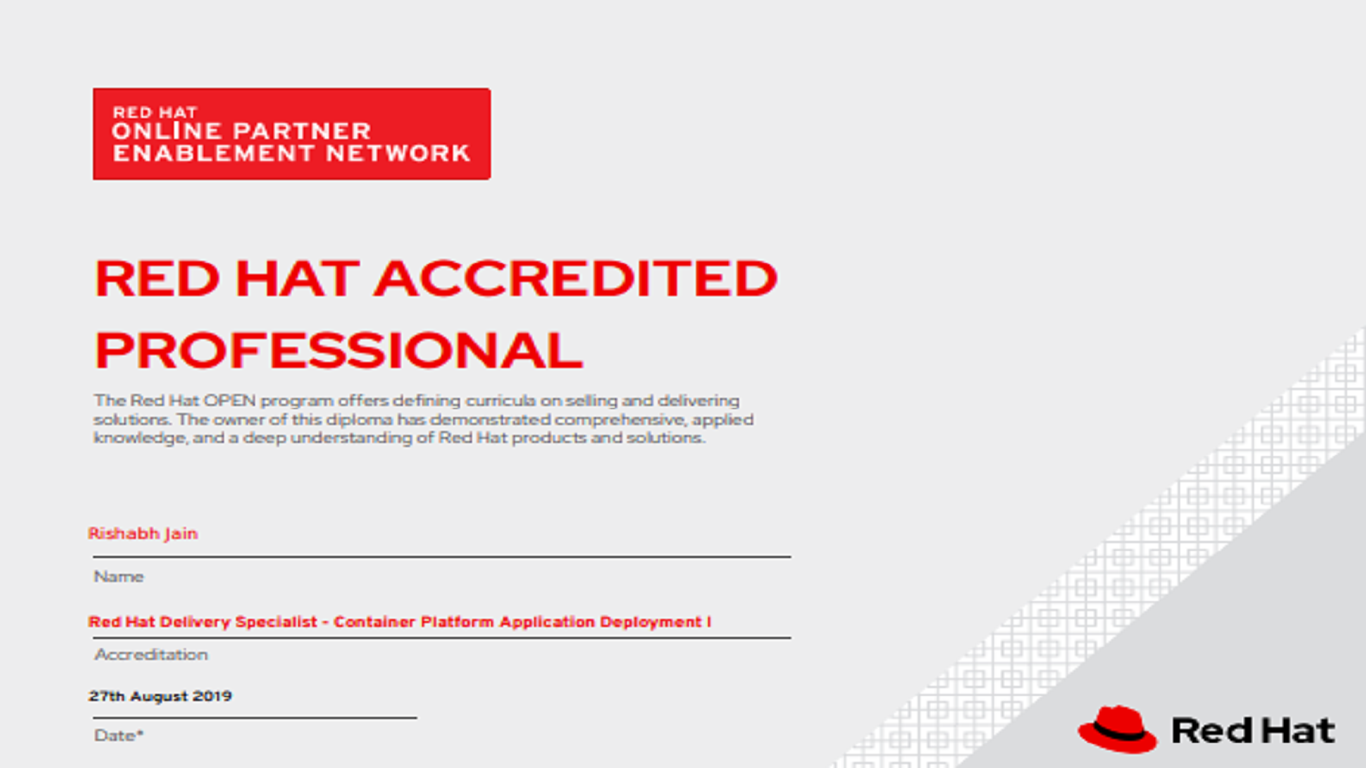 RED HAT
ONLINE PARTNER
ENABLEMENT NETWORK
RED HAT ACCREDITED
PROFESSIONAL
The Red Hat OPEN program offers defining curricula on selling and delivering
solutions. The owner of this diploma has demonstrated comprehensive, applied
knowledge, and a deep understanding of Red Hat products and solutions.
Rishabh Jain
Name
Red Hat Delivery Specialist - Container Platform Application Deployment I
Accreditation
27th August 2019
Date*
Red Hat